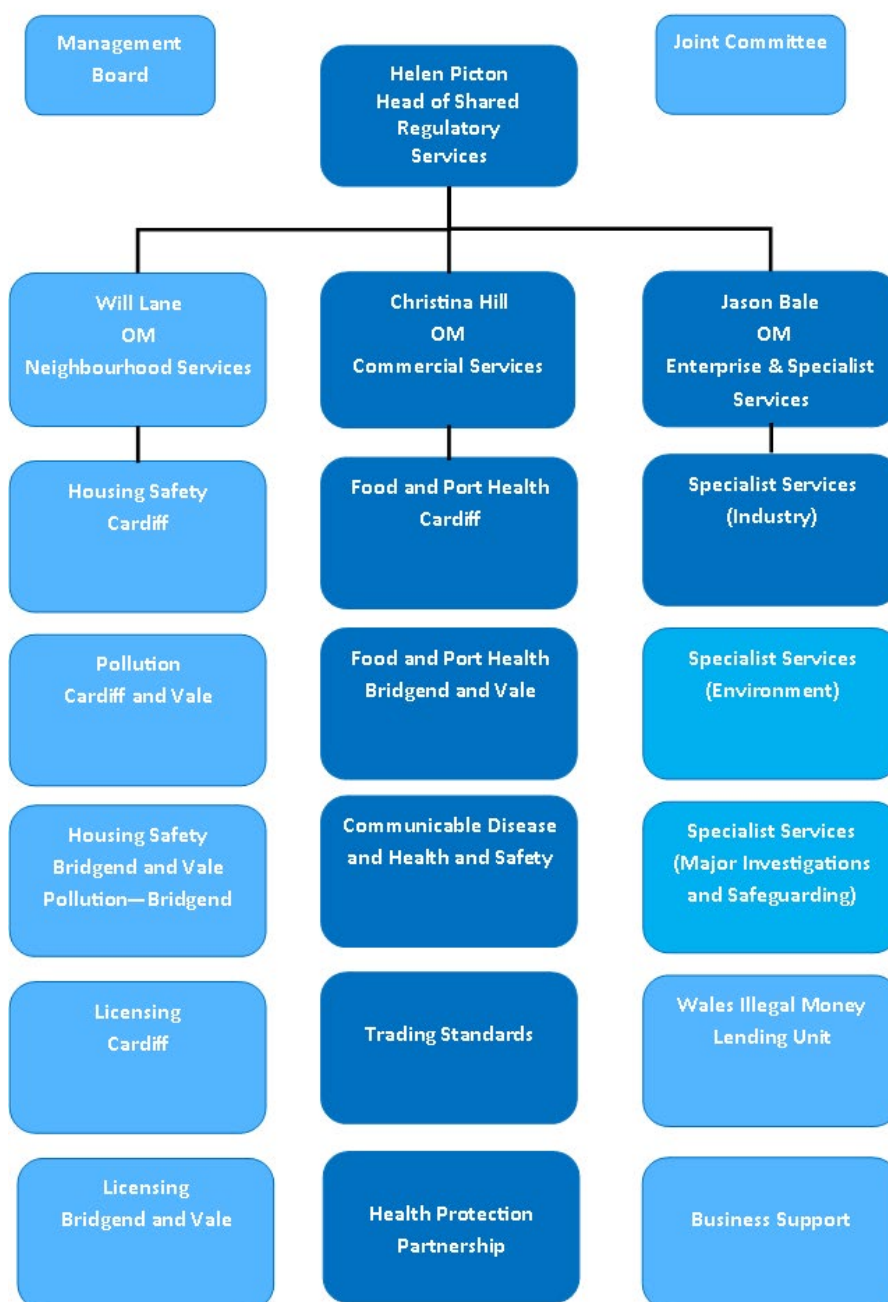 Management
Board
Joint Committee
Helen Picton
Head of Shared
Regulatory
Services
Will Lane
OM
Neighbourhood Services
Christina Hill
OM
Commercial Services
Jason Bale
OM
Enterprise & Specialist
Services
Housing Safety
Cardiff
Food and Port Health
Cardiff
Specialist Services
(Industry)
Pollution
Cardiff and Vale
Food and Port Health
Bridgend and Vale
Specialist Services
(Environment)
Housing Safety
Bridgend and Vale
Pollution—Bridgend
Communicable Disease
and Health and Safety
Specialist Services
(Major Investigations
and Safeguarding)
Licensing
Cardiff
Trading Standards
Wales Illegal Money
Lending Unit
Licensing
Bridgend and Vale
Health Protection
Partnership
Business Support